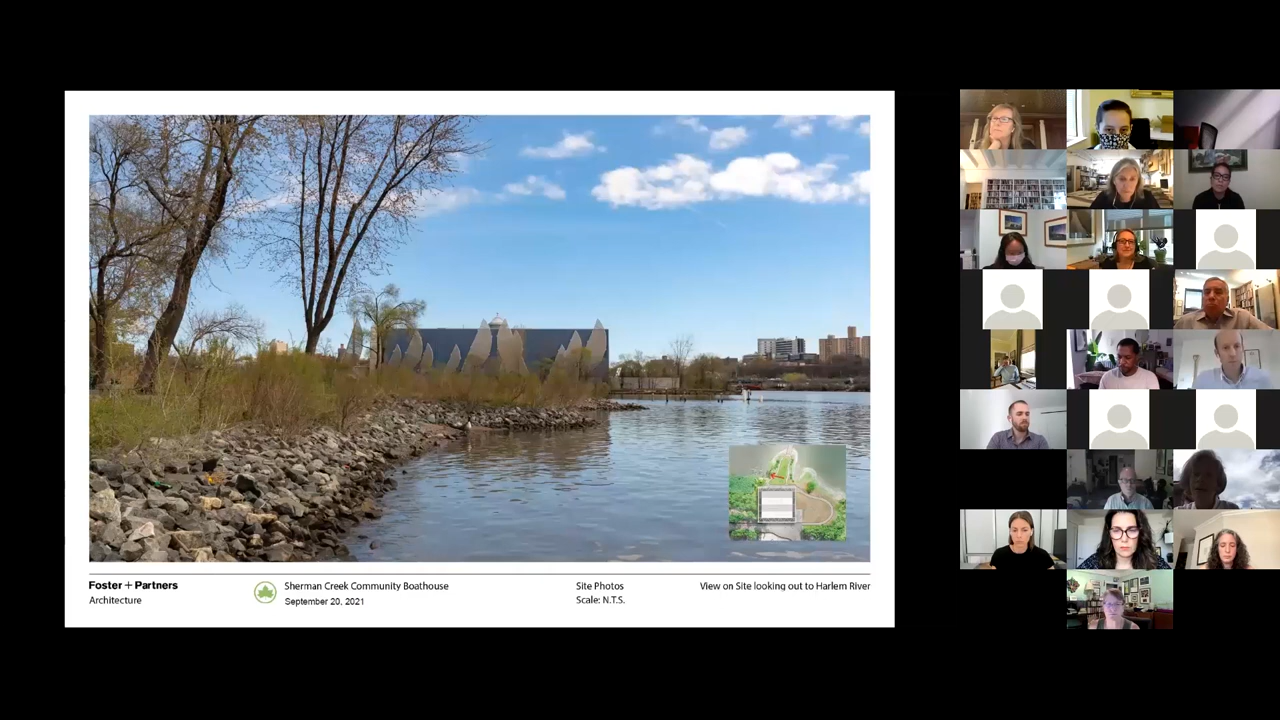 Foster + Partners
Architecture
Sherman Creek Community Boathouse
September 20, 2021
Site Photos
Scale: N.T.S.
View on Site looking out to Harlem River